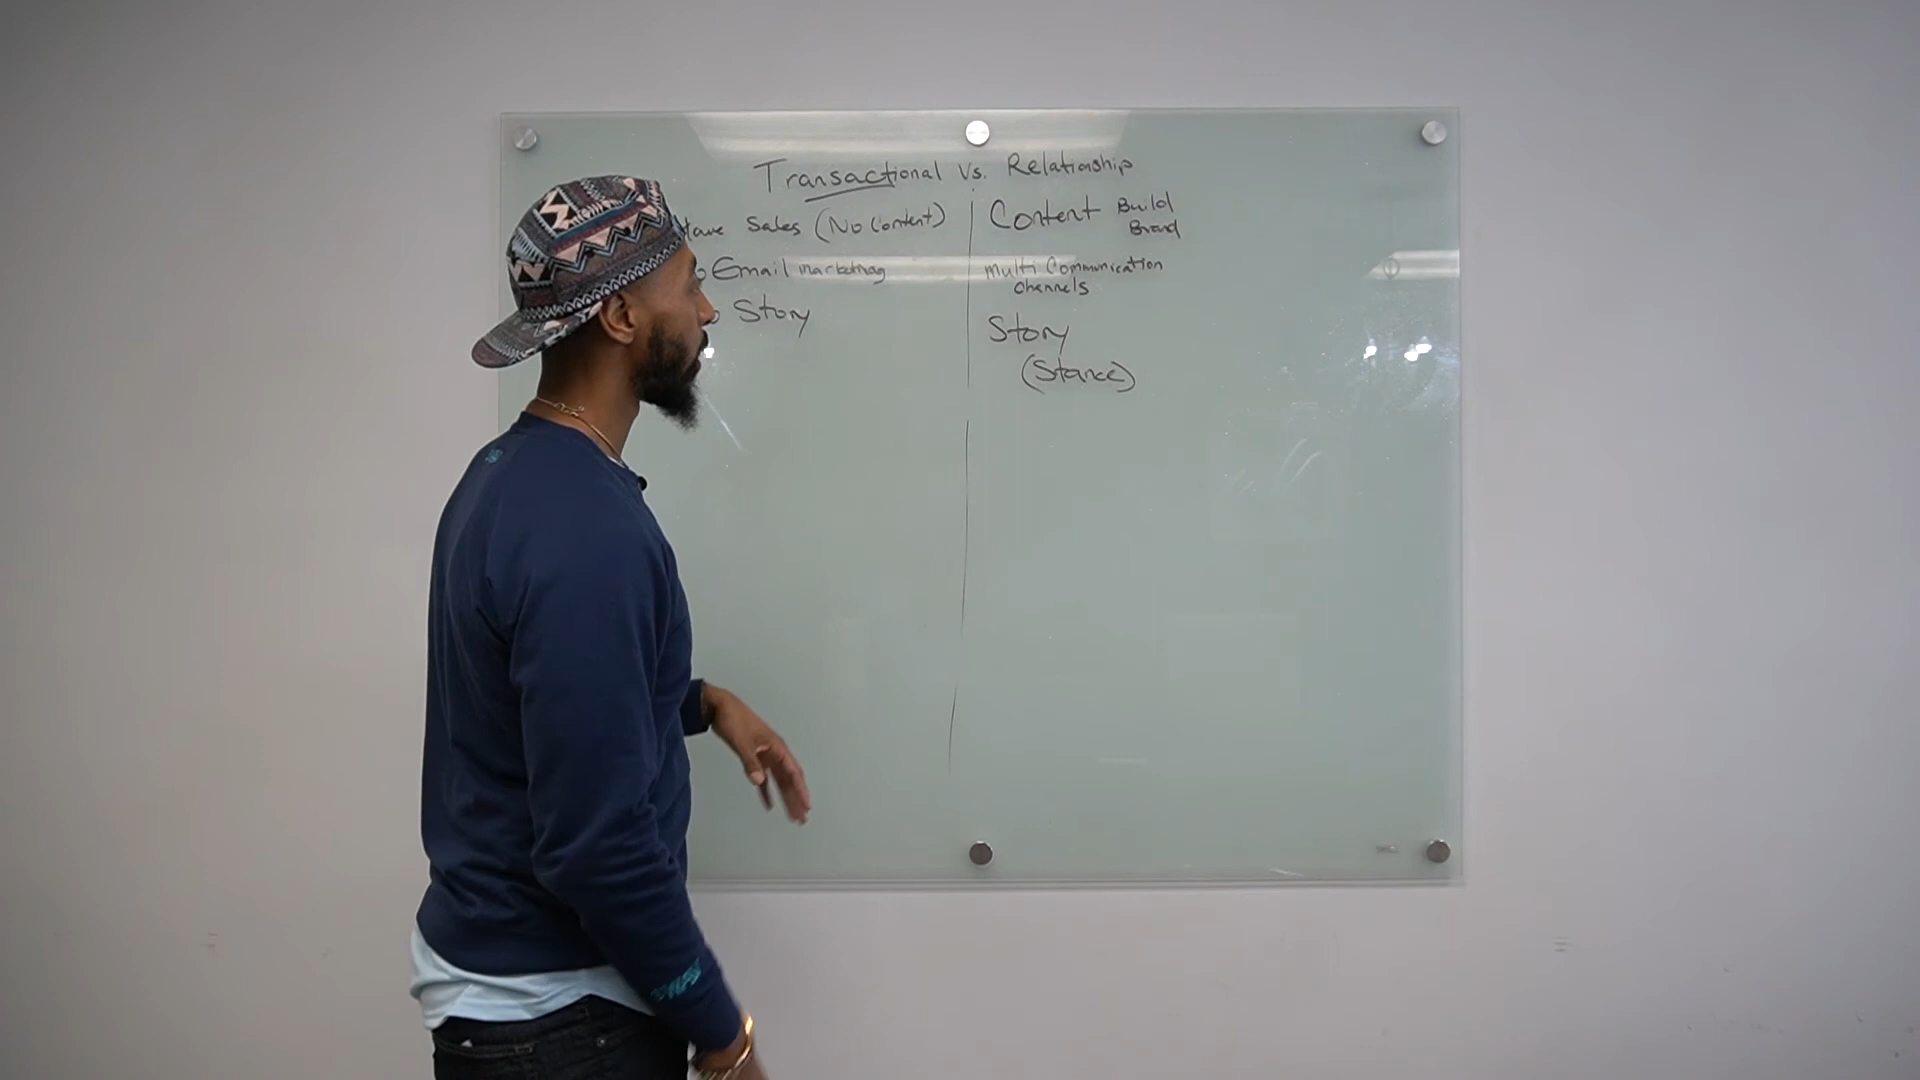 Transactional Vs. Relationship
Have Sales (No Content)
Content Build
Brand
Email marketing
Multi Communication
Channels
Story
Story
(Stance)